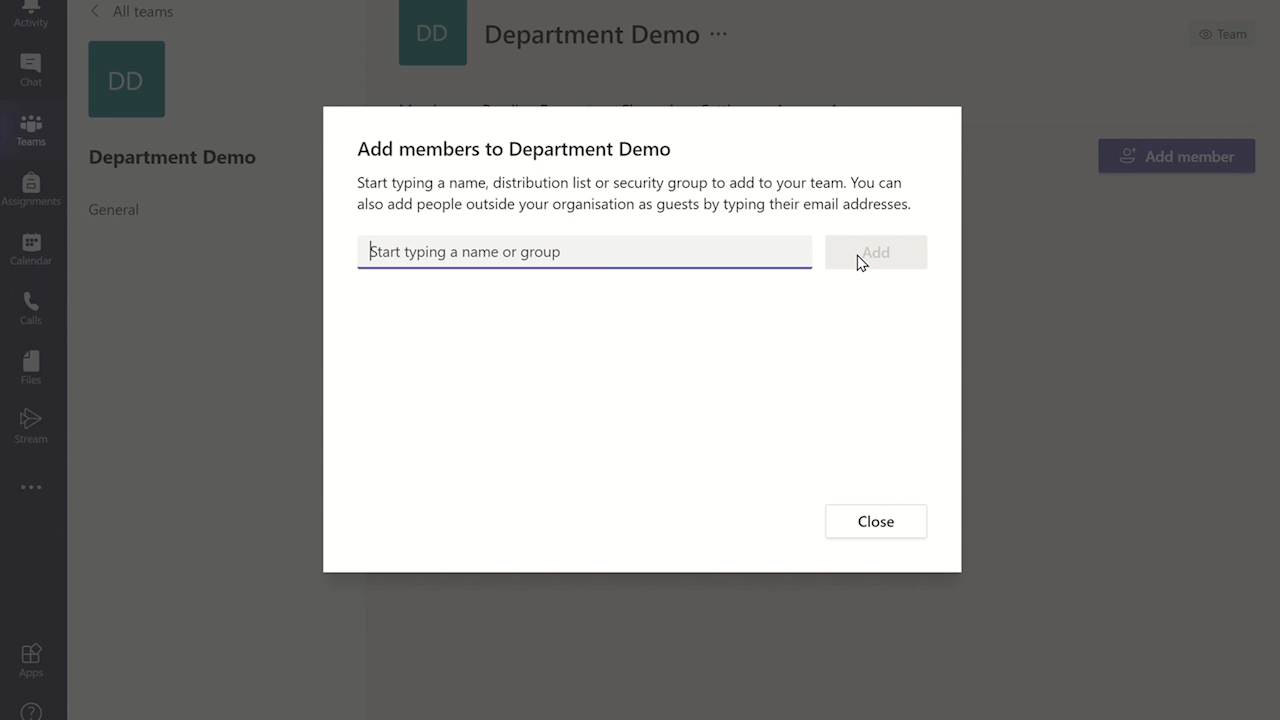 Activity
Chat
Teams
Assignments
Calendar
Calls
Files
Stream
Apps
All teams
DD
Department Demo
General
DD
Department Demo ...
Team
Add member
Add members to Department Demo
Start typing a name, distribution list or security group to add to your team. You can
also add people outside your organisation as guests by typing their email addresses.
Start typing a name or group
Add
Close